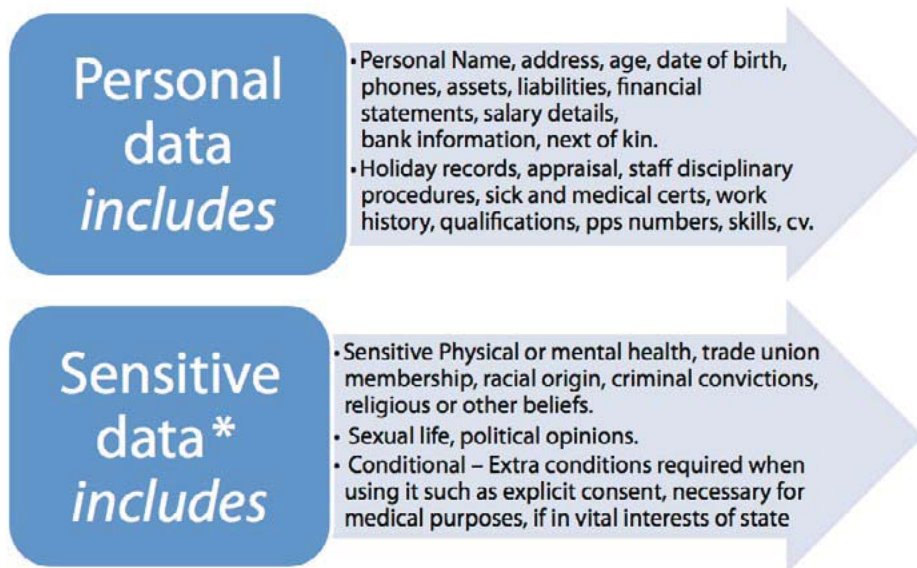 Personal
data
includes
• Personal Name, address, age, date of birth,
phones, assets, liabilities, financial
statements, salary details,
bank information, next of kin.
• Holiday records, appraisal, staff disciplinary
procedures, sick and medical certs, work
history, qualifications, pps numbers, skills, cv.
Sensitive
data*
includes
• Sensitive Physical or mental health, trade union
membership, racial origin, criminal convictions,
religious or other beliefs.
• Sexual life, political opinions.
• Conditional – Extra conditions required when
using it such as explicit consent, necessary for
medical purposes, if in vital interests of state